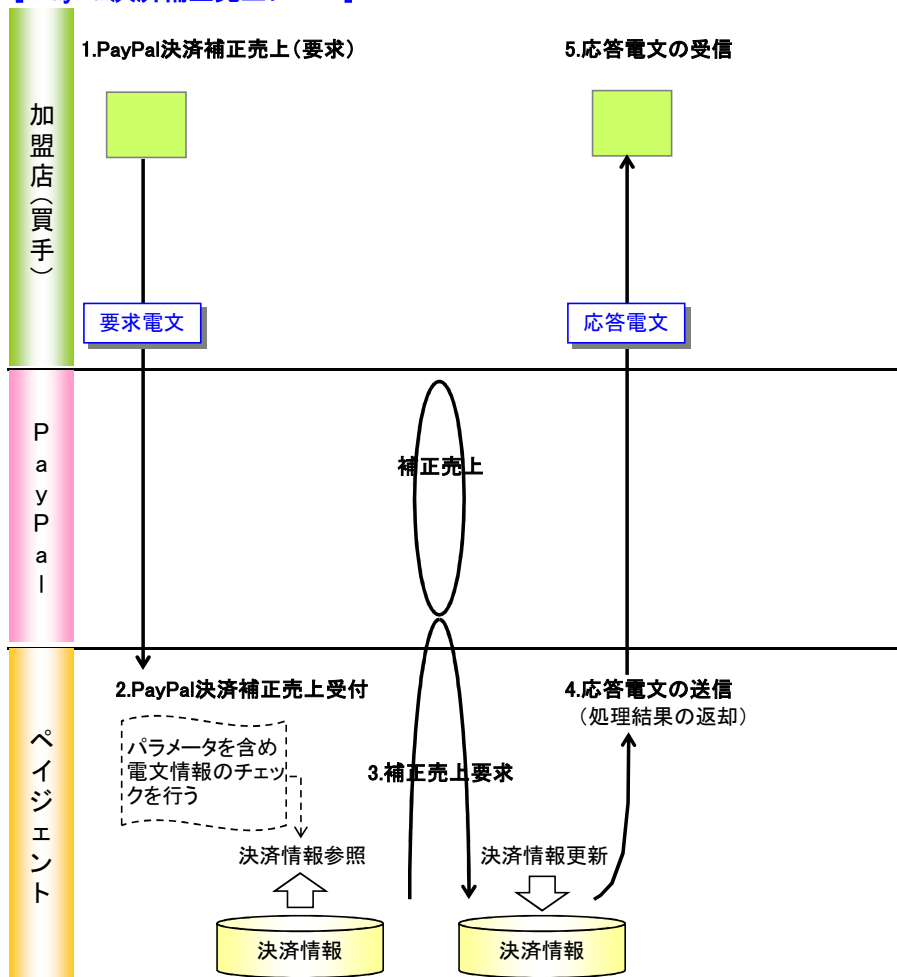 1.PayPal決済補正売上（要求）
5.応答電文の受信
加盟店（買手）
要求電文
応答電文
PayPal
補正売上
2.PayPal決済補正売上受付
4.応答電文の送信
（処理結果の返却）
ペイジェント
パラメータを含め
電文情報のチェッ
クを行う
3.補正売上要求
決済情報参照
決済情報更新
決済情報
決済情報